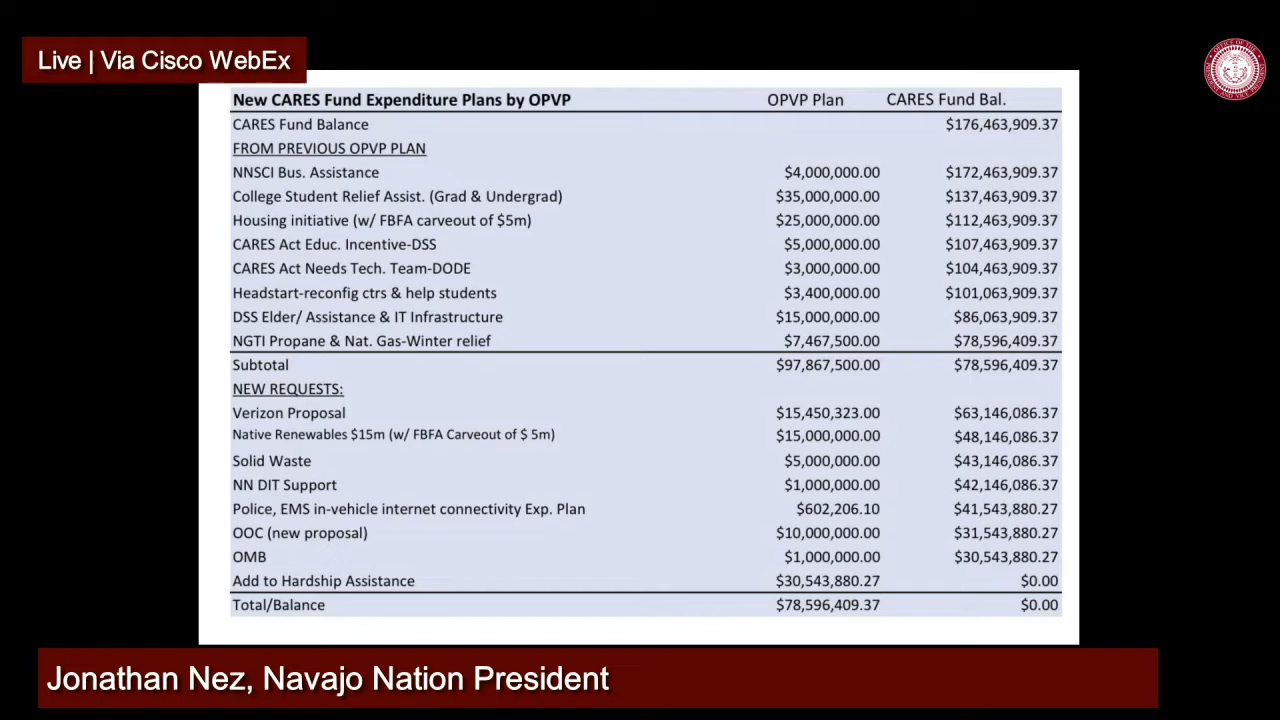 Live | Via Cisco WebEx
New CARES Fund Expenditure Plans by OPVP OPVP Plan CARES Fund Bal.
CARES Fund Balance $176,463,909.37
FROM PREVIOUS OPVP PLAN
NNSCI Bus. Assistance $4,000,000.00 $172,463,909.37
College Student Relief Assist. (Grad & Undergrad) $35,000,000.00 $137,463,909.37
Housing initiative (w/ FBFA carveout of $5m) $25,000,000.00 $112,463,909.37
CARES Act Educ. Incentive-DSS $5,000,000.00 $107,463,909.37
CARES Act Needs Tech. Team-DODE $3,000,000.00 $104,463,909.37
Headstart-reconfig ctrs & help students $3,400,000.00 $101,063,909.37
DSS Elder/ Assistance & IT Infrastructure $15,000,000.00 $86,063,909.37
NGTI Propane & Nat. Gas-Winter relief $7,467,500.00 $78,596,409.37
Subtotal $97,867,500.00 $78,596,409.37
NEW REQUESTS:
Verizon Proposal $15,450,323.00 $63,146,086.37
Native Renewables $15m (w/ FBFA Carveout of $ 5m) $15,000,000.00 $48,146,086.37
Solid Waste $5,000,000.00 $43,146,086.37
NN DIT Support $1,000,000.00 $42,146,086.37
Police, EMS in-vehicle internet connectivity Exp. Plan $602,206.10 $41,543,880.27
OOC (new proposal) $10,000,000.00 $31,543,880.27
OMB $1,000,000.00 $30,543,880.27
Add to Hardship Assistance $30,543,880.27 $0.00
Total/Balance $78,596,409.37 $0.00
Jonathan Nez, Navajo Nation President